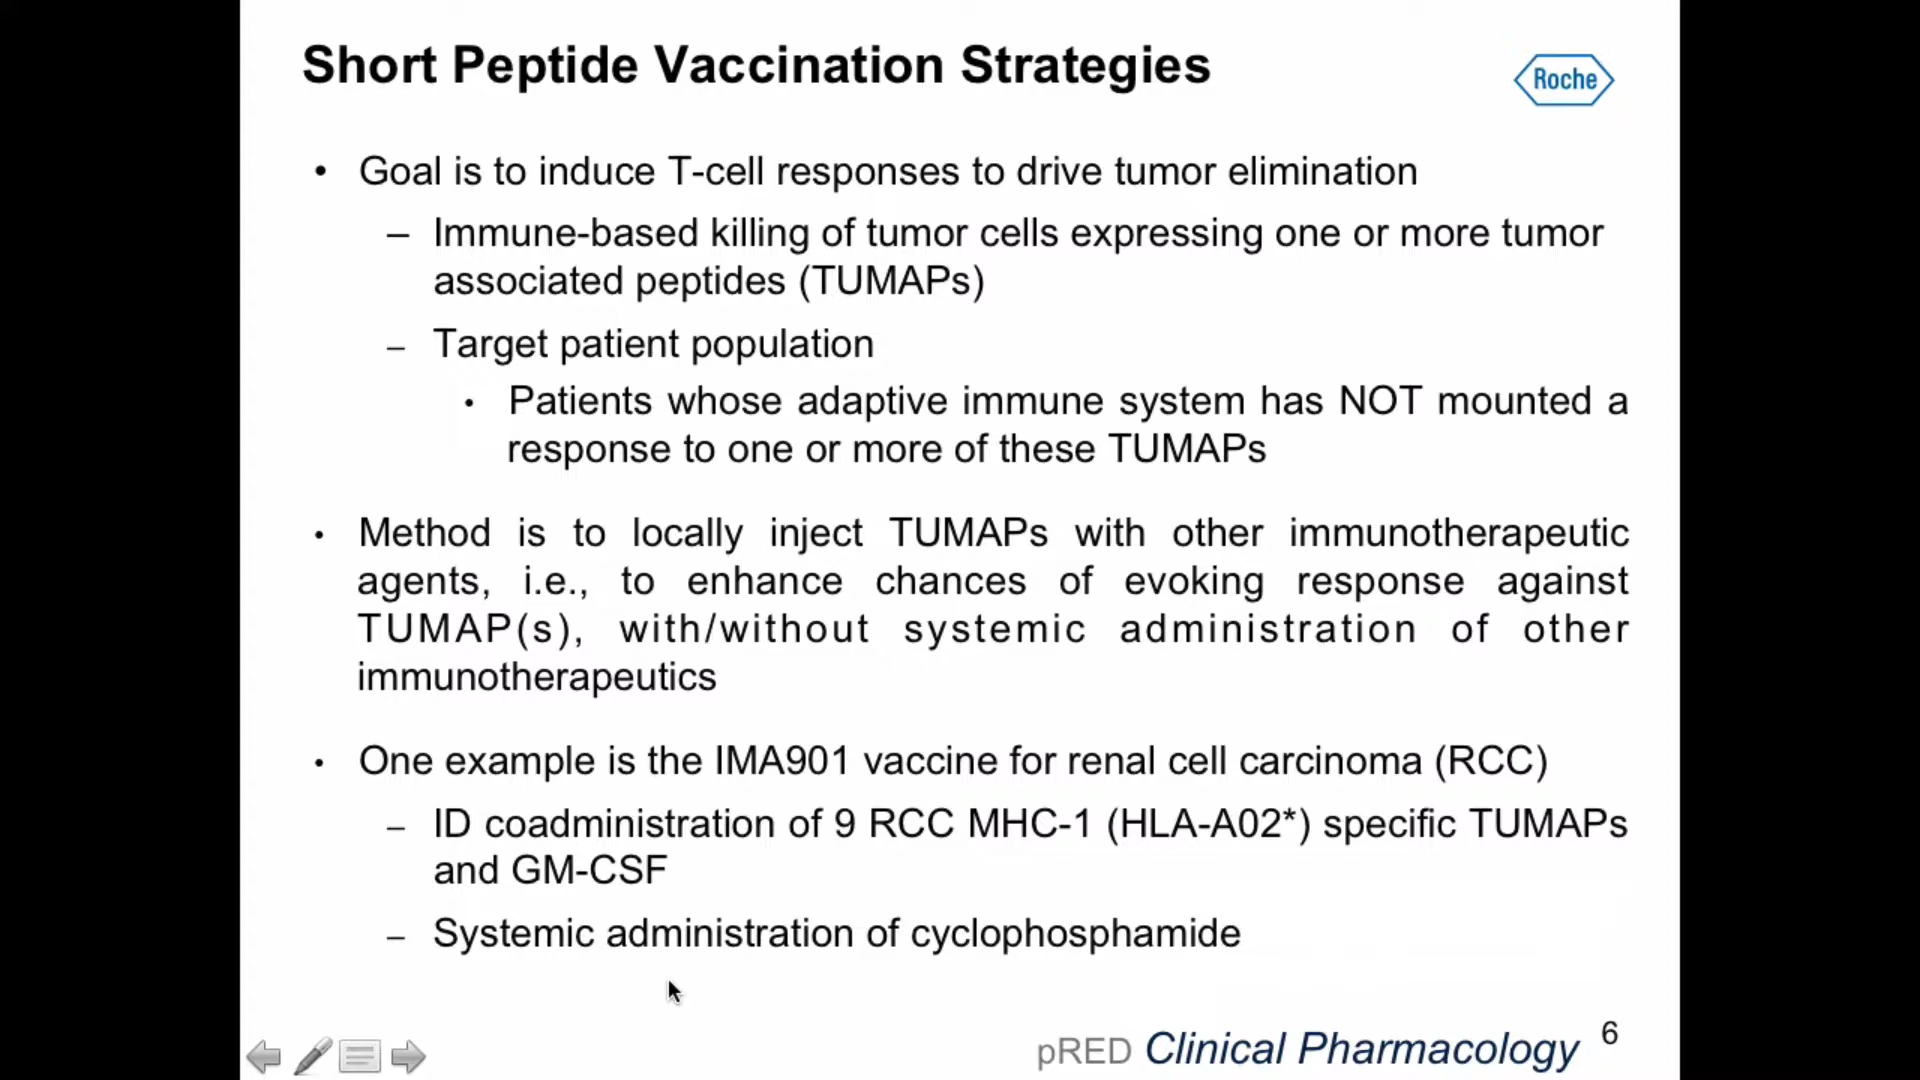 Short Peptide Vaccination Strategies
Roche
• Goal is to induce T-cell responses to drive tumor elimination
– Immune-based killing of tumor cells expressing one or more tumor
associated peptides (TUMAPs)
– Target patient population
• Patients whose adaptive immune system has NOT mounted a
response to one or more of these TUMAPs
• Method is to locally inject TUMAPs with other immunotherapeutic
agents, i.e., to enhance chances of evoking response against
TUMAP(s), with/without systemic administration of other
immunotherapeutics
• One example is the IMA901 vaccine for renal cell carcinoma (RCC)
– ID coadministration of 9 RCC MHC-1 (HLA-A02*) specific TUMAPs
and GM-CSF
– Systemic administration of cyclophosphamide
pRED Clinical Pharmacology 6